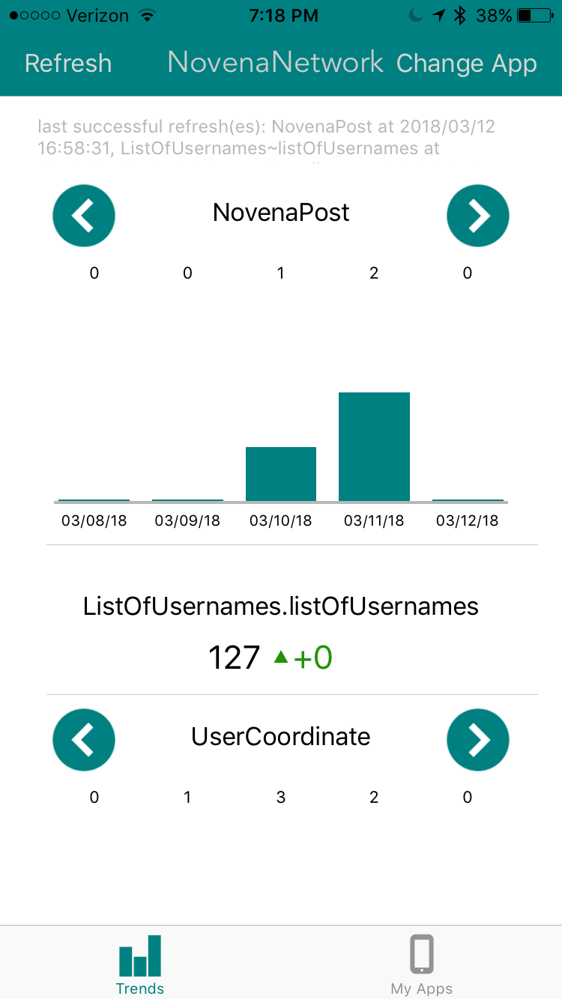 Verizon 7:18 PM 38%
Refresh NovenaNetwork Change App
last successful refresh(es): NovenaPost at 2018/03/12
16:58:31, ListOfUsernames~listOfUsernames at
NovenaPost
0 0 1 2 0
03/08/18 03/09/18 03/10/18 03/11/18 03/12/18
ListOfUsernames.listOfUsernames
127 ▲+0
UserCoordinate
0 1 3 2 0
Trends My Apps